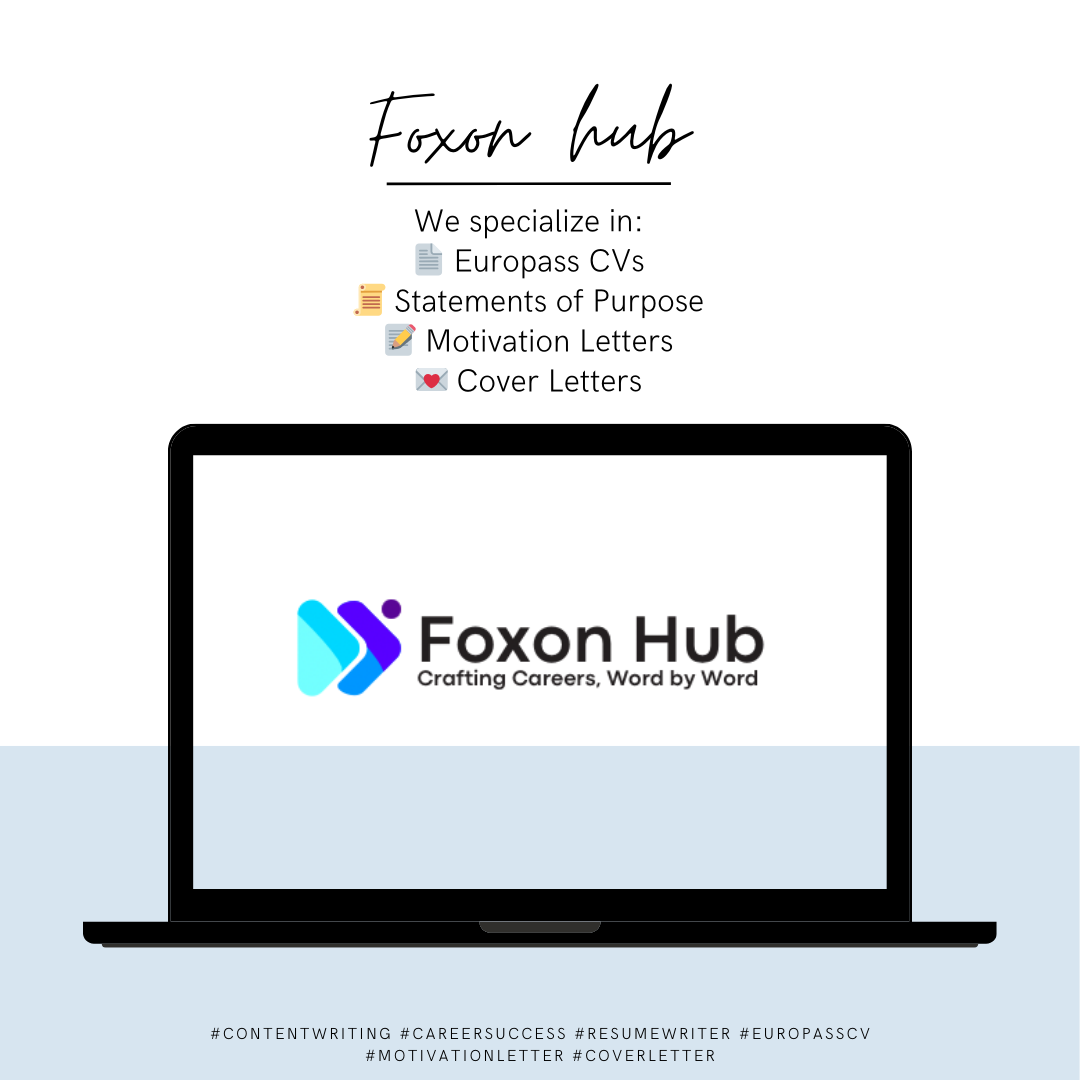 Foxon hub
We specialize in:
📄 Europass CVs
📜 Statements of Purpose
📝 Motivation Letters
💌 Cover Letters
Foxon Hub
Crafting Careers, Word by Word
#CONTENTWRITING #CAREERSUCCESS #RESUMEWRITER #EUROPASSCV
#MOTIVATIONLETTER #COVERLETTER